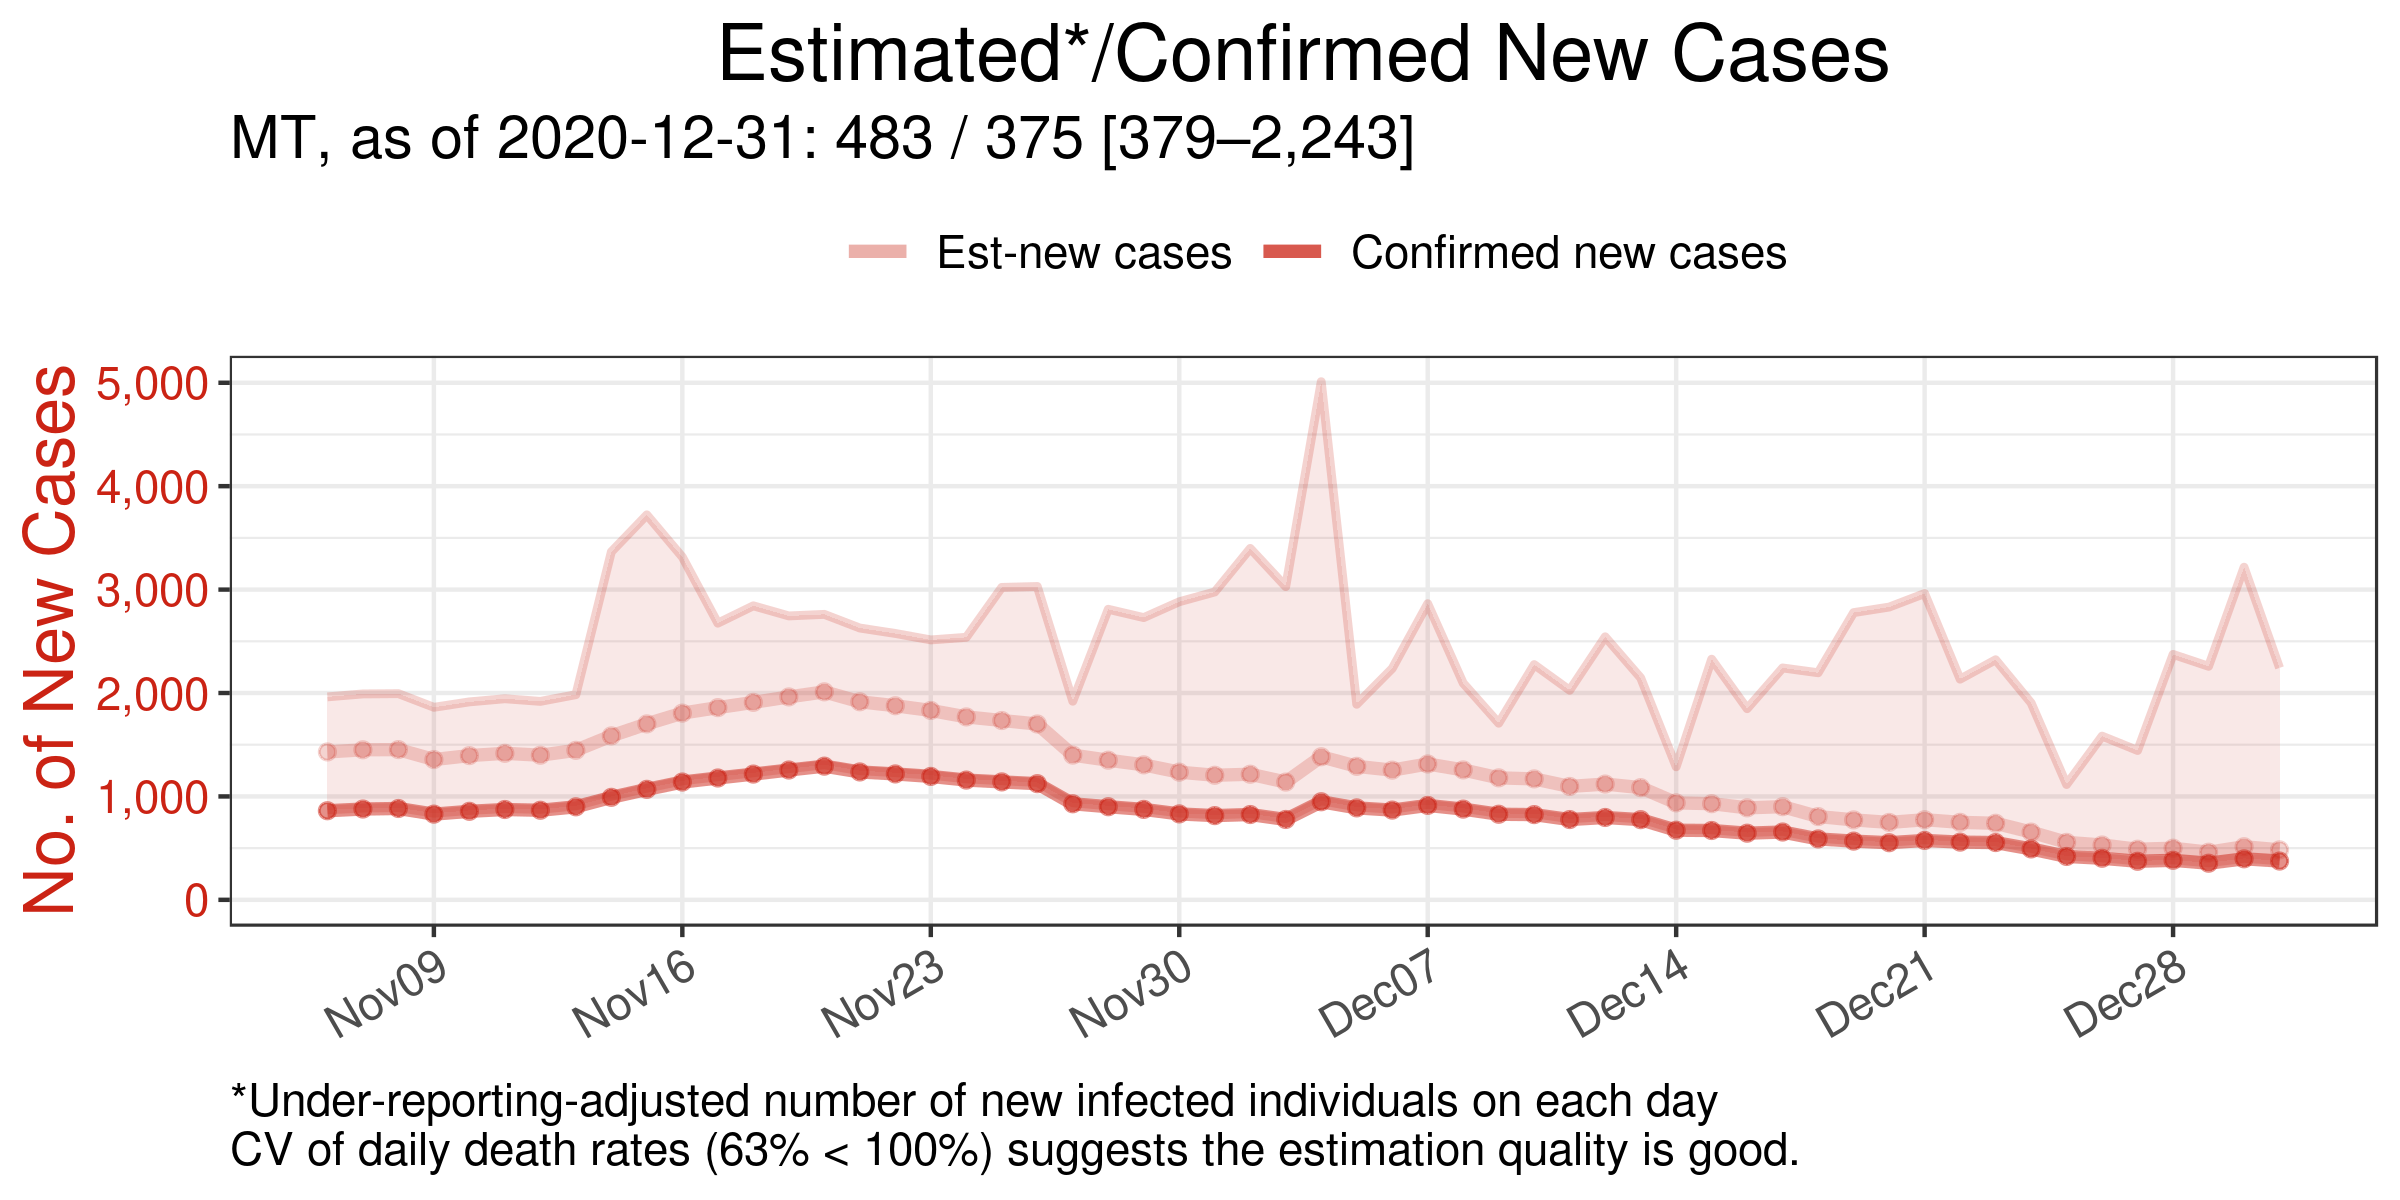 Estimated*/Confirmed New Cases
MT, as of 2020-12-31: 483 / 375 [379–2,243]
Est-new cases
Confirmed new cases
No. of New Cases
5,000
4,000
3,000
2,000
1,000
0
Nov09
Nov16
Nov23
Nov30
Dec07
Dec14
Dec21
Dec28
*Under-reporting-adjusted number of new infected individuals on each day
CV of daily death rates (63% < 100%) suggests the estimation quality is good.